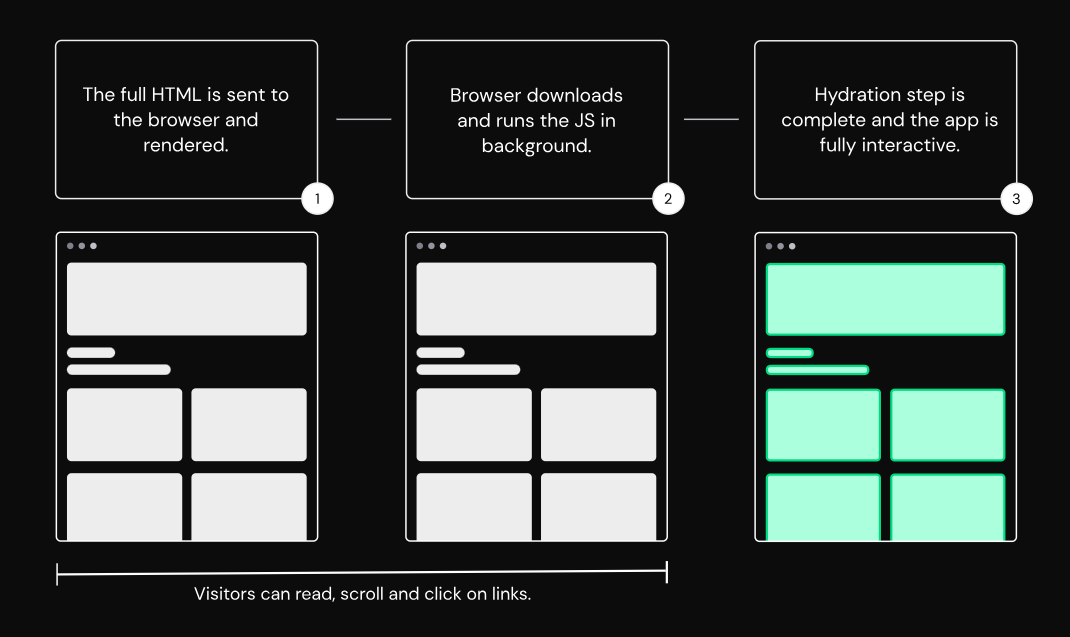 The full HTML is sent to
the browser and
rendered.
1
Browser downloads
and runs the JS in
background.
2
Hydration step is
complete and the app is
fully interactive.
3
Visitors can read, scroll and click on links.